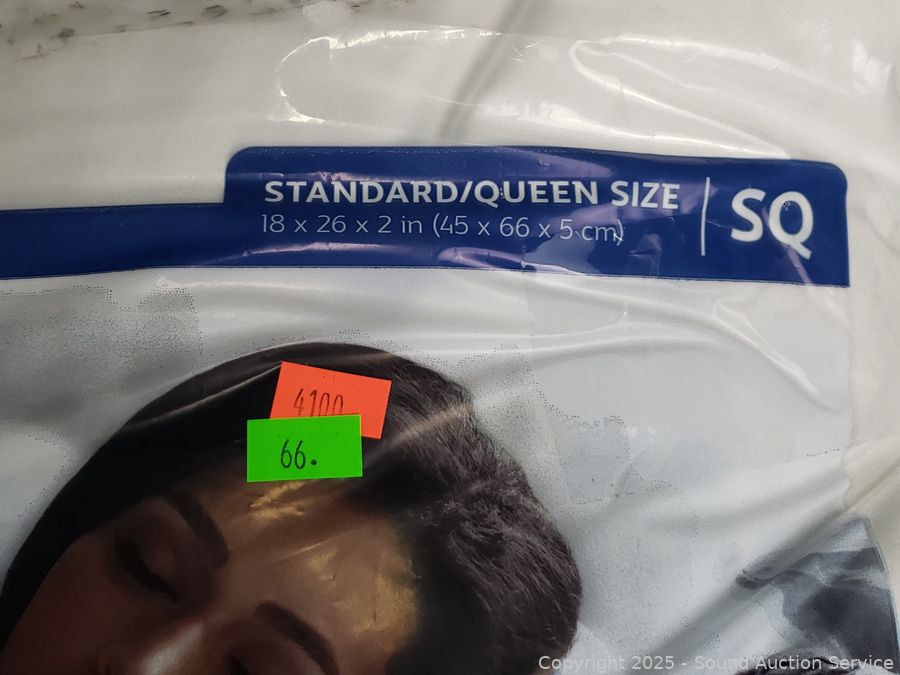 STANDARD/QUEEN SIZE
18 x 26 x 2 in (45 x 66 x 5 cm)
SQ
4100
66.
Copyright 2025 - Sound Auction Service